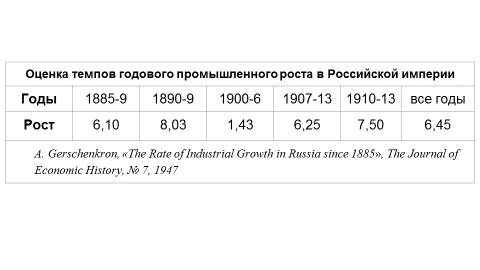 Оценка темпов годового промышленного роста в Российской империи
Годы 1885-9 1890-9 1900-6 1907-13 1910-13 все годы
Рост 6,10 8,03 1,43 6,25 7,50 6,45
A. Gerschenkron, «The Rate of Industrial Growth in Russia since 1885», The Journal of
Economic History, № 7, 1947